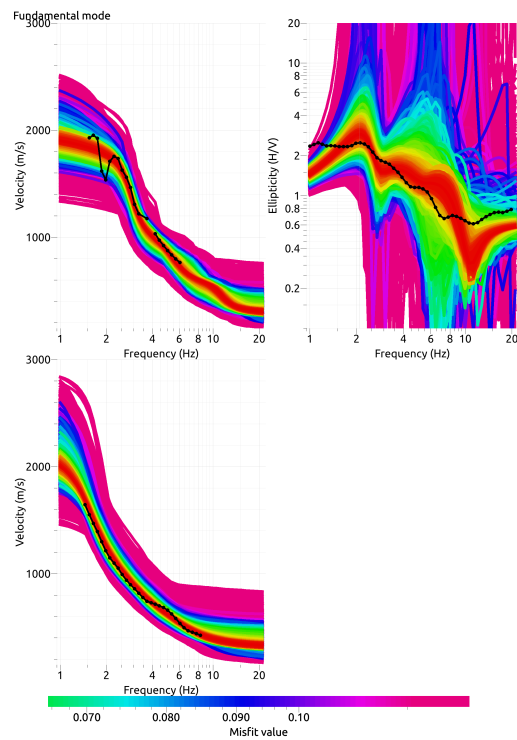 Fundamental mode
3000
2000
1000
Velocity (m/s)
1 2 4 6 8 10 20
Frequency (Hz)
20
10
8
6
4
2
1
0.8
0.6
0.4
0.2
Ellipticity (H/V)
1 2 4 6 8 10 20
Frequency (Hz)
3000
2000
1000
Velocity (m/s)
1 2 4 6 8 10 20
Frequency (Hz)
0.070 0.080 0.090 0.10
Misfit value